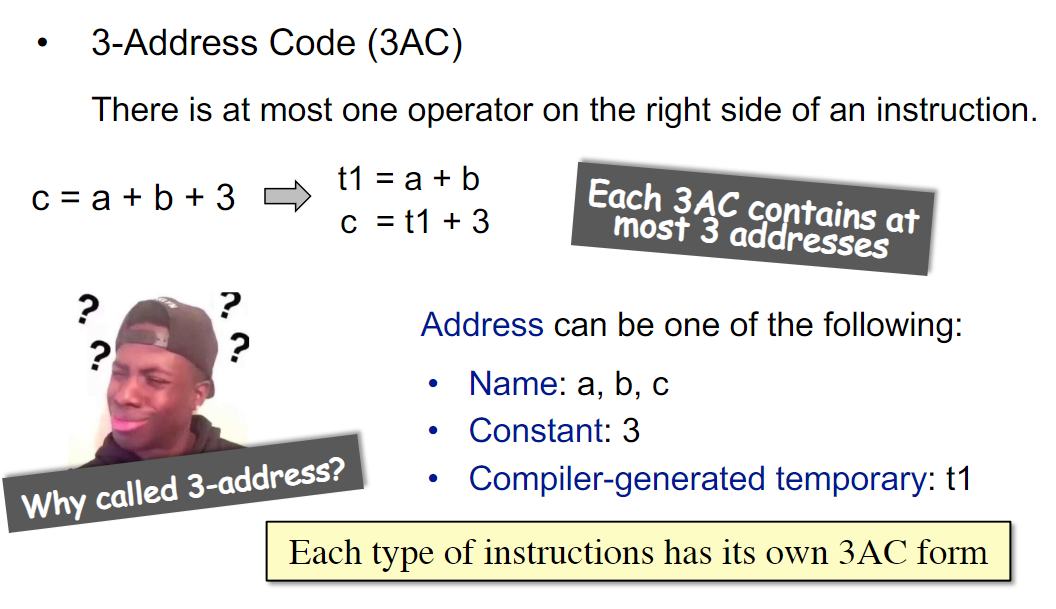 • 3-Address Code (3AC)
There is at most one operator on the right side of an instruction.
c = a + b + 3
t1 = a + b
c = t1 + 3
Each 3AC contains at
most 3 addresses
? ?
? ?
Why called 3-address?
Address can be one of the following:
• Name: a, b, c
• Constant: 3
• Compiler-generated temporary: t1
Each type of instructions has its own 3AC form